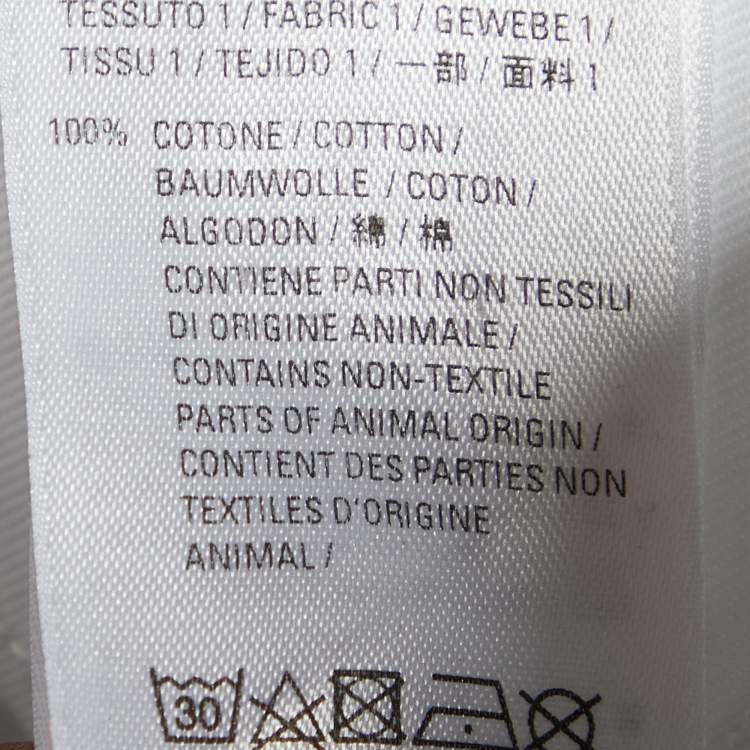 TESSUTO 1 / FABRIC 1 / GEWEBE 1 /
TISSU 1 / TEJIDO 1 / 一部 / 面料 1
100% COTONE / COTTON /
BAUMWOLLE / COTON /
ALGODON / 綿 / 棉
CONTIENE PARTI NON TESSILI
DI ORIGINE ANIMALE /
CONTAINS NON-TEXTILE
PARTS OF ANIMAL ORIGIN /
CONTIENT DES PARTIES NON
TEXTILES D'ORIGINE
ANIMAL /
30